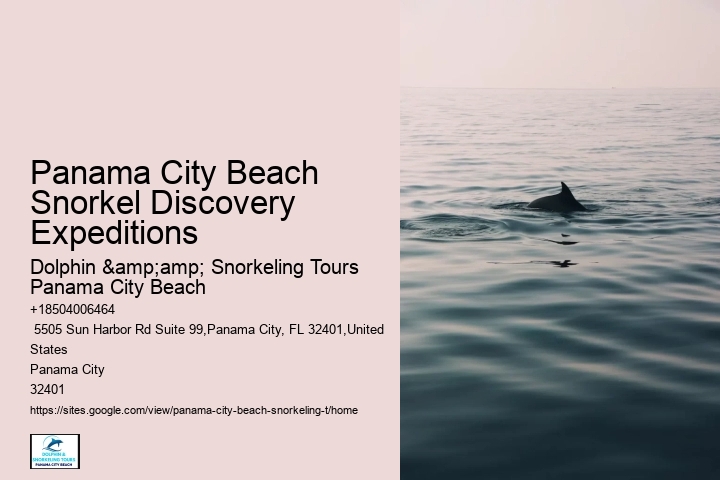 Panama City Beach
Snorkel Discovery
Expeditions
Dolphin &amp;amp; Snorkeling Tours
Panama City Beach
+18504006464
5505 Sun Harbor Rd Suite 99,Panama City, FL 32401,United
States
Panama City
32401
https://sites.google.com/view/panama-city-beach-snorkeling-t/home
DOLPHIN &
SNORKELING TOURS
PANAMA CITY BEACH